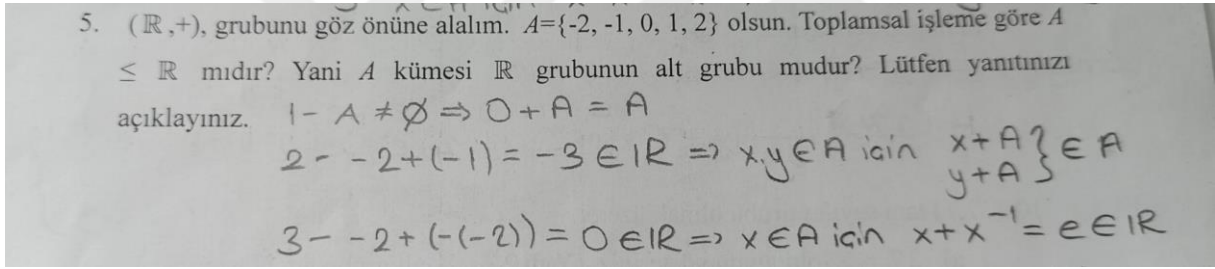 5. (ℝ,+), grubunu göz önüne alalım. A={-2, -1, 0, 1, 2} olsun. Toplamsal işleme göre A
≤ ℝ mıdır? Yani A kümesi ℝ grubunun alt grubu mudur? Lütfen yanıtınızı
açıklayınız. 1- A ≠ ∅ ⇒ 0 + A = A
2- -2+(-1) = -3 ∈ ℝ ⇒ x,y ∈ A için x+A } ∈ A
y+A
3- -2+(-(-2)) = 0 ∈ ℝ ⇒ x ∈ A için x+x⁻¹ = e ∈ ℝ